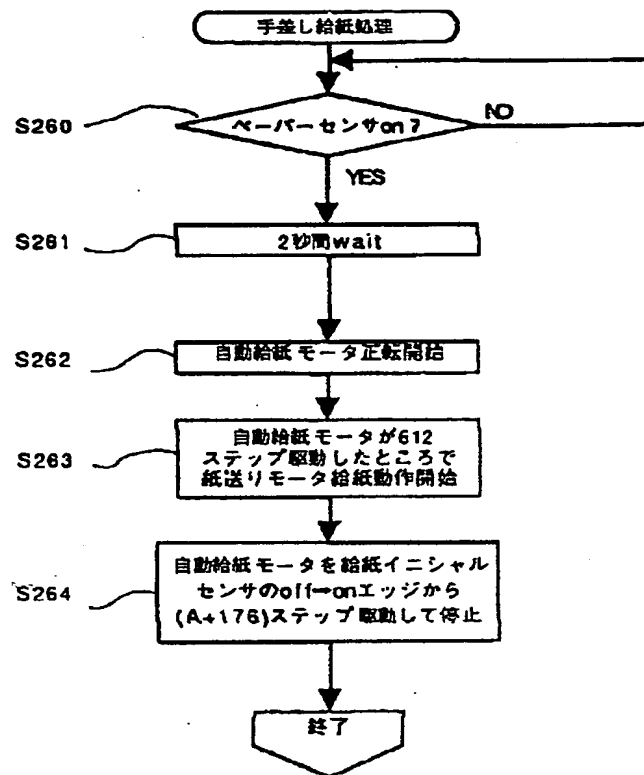 手差し給紙処理
S260
ペーパーセンサon?
NO
YES
S261
2秒間wait
S262
自動給紙モータ正転開始
S263
自動給紙モータが612
ステップ駆動したところで
紙送りモータ給紙動作開始
S264
自動給紙モータを給紙イニシャル
センサのoff→onエッジから
(A+176)ステップ駆動して停止
終了